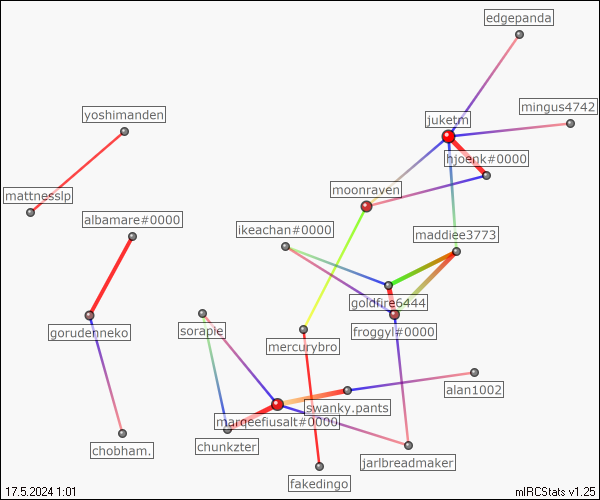 edgepanda
mingus4742
yoshimanden
juketm
hjoenk#0000
moonraven
mattnesslp
albamare#0000
ikeachan#0000
maddiee3773
goldfire6444
gorudenneko
sorapie
froggyl#0000
mercurybro
alan1002
swanky.pants
marqeefiusalt#0000
chobham.
chunkzter
jarlbreadmaker
fakedingo
17.5.2024 1:01
mIRCStats v1.25